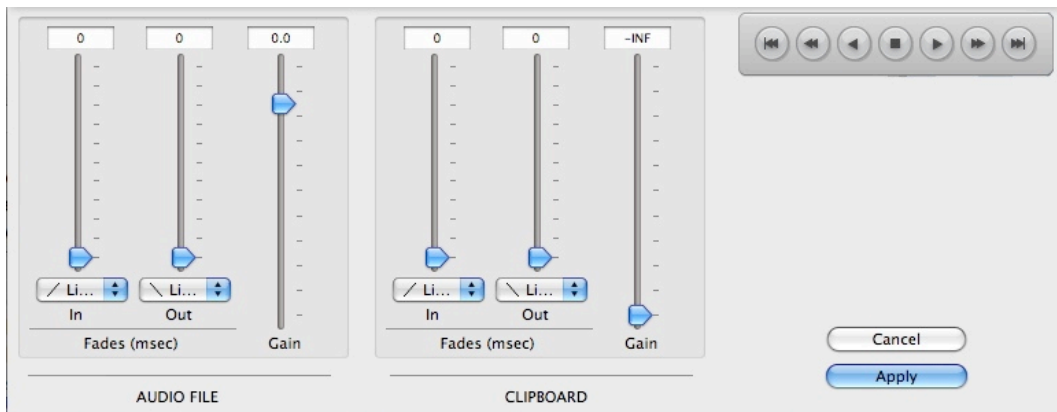 0 0 0.0 0 0 -INF
Li... Li... Li... Li...
In Out In Out
Fades (msec) Gain Fades (msec) Gain
Cancel
Apply
AUDIO FILE CLIPBOARD